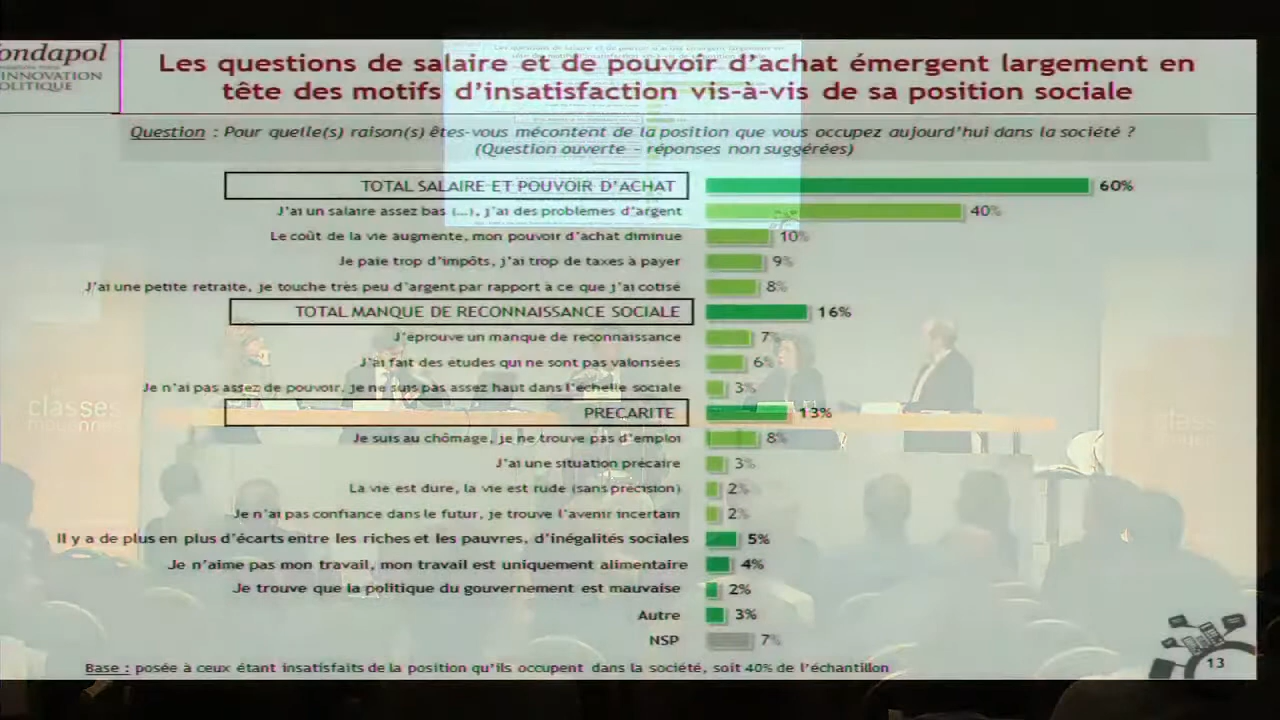 ondapol
INNOVATION
OLITIQUE
Les questions de salaire et de pouvoir d'achat émergent largement en
tête des motifs d'insatisfaction vis-à-vis de sa position sociale
Question : Pour quelle(s) raison(s) êtes-vous mécontent de la position que vous occupez aujourd'hui dans la société ?
(Question ouverte – réponses non suggérées)
TOTAL SALAIRE ET POUVOIR D'ACHAT 60%
J'ai un salaire assez bas (…), j'ai des problèmes d'argent 40%
Le coût de la vie augmente, mon pouvoir d'achat diminue 10%
Je paie trop d'impôts, j'ai trop de taxes à payer 9%
J'ai une petite retraite, je touche très peu d'argent par rapport à ce que j'ai cotisé 8%
TOTAL MANQUE DE RECONNAISSANCE SOCIALE 16%
J'éprouve un manque de reconnaissance 7%
J'ai fait des études qui ne sont pas valorisées 6%
Je n'ai pas assez de pouvoir, je ne suis pas assez haut dans l'échelle sociale 3%
PRECARITE 13%
Je suis au chômage, je ne trouve pas d'emploi 8%
J'ai une situation précaire 3%
La vie est dure, la vie est rude (sans précision) 2%
Je n'ai pas confiance dans le futur, je trouve l'avenir incertain 2%
Il y a de plus en plus d'écarts entre les riches et les pauvres, d'inégalités sociales 5%
Je n'aime pas mon travail, mon travail est uniquement alimentaire 4%
Je trouve que la politique du gouvernement est mauvaise 2%
Autre 3%
NSP 7%
classes
moyennes
class
Base : posée à ceux étant insatisfaits de la position qu'ils occupent dans la société, soit 40% de l'échantillon
13